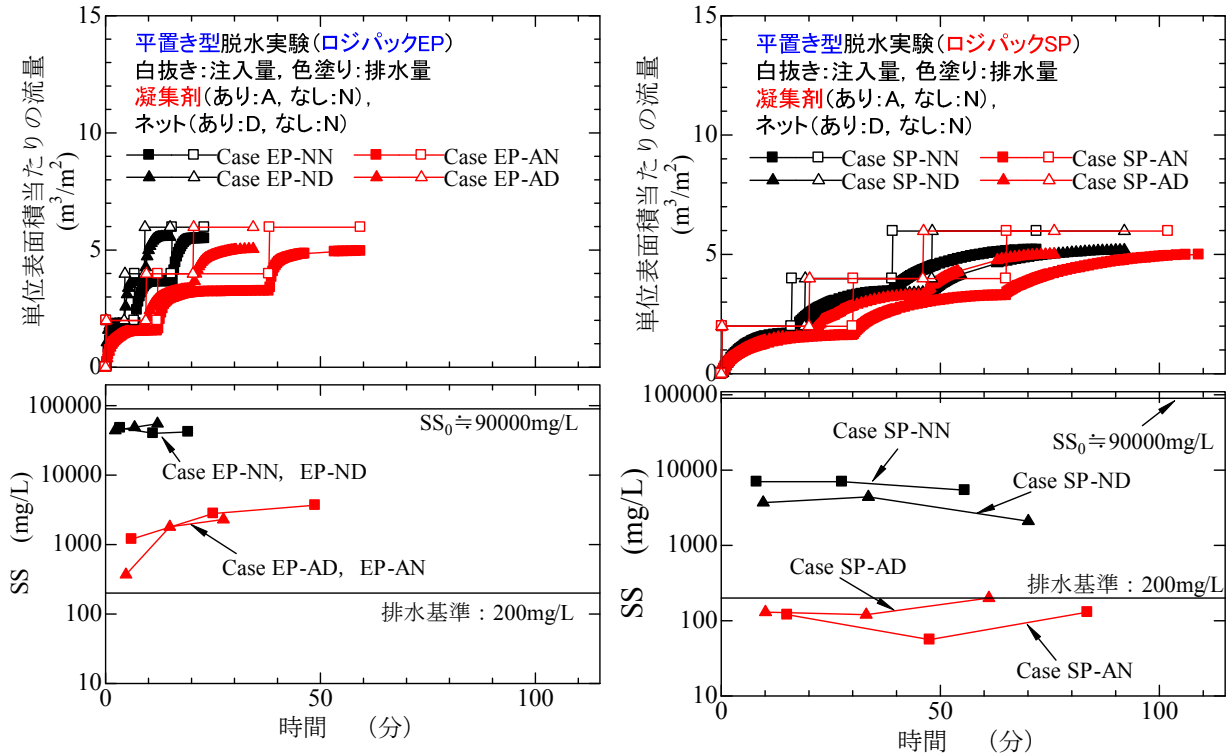 15
10
5
0
単位表面積当たりの流量
(m³/m²)
平置き型脱水実験(ロジパックEP)
白抜き:注入量, 色塗り:排水量
凝集剤(あり:A, なし:N),
ネット(あり:D, なし:N)
Case EP-NN
Case EP-AN
Case EP-ND
Case EP-AD
100000
10000
1000
100
10
SS (mg/L)
SS₀≒90000mg/L
Case EP-NN, EP-ND
Case EP-AD, EP-AN
排水基準:200mg/L
0
50
100
時間 (分)
15
10
5
0
単位表面積当たりの流量
(m³/m²)
平置き型脱水実験(ロジパックSP)
白抜き:注入量, 色塗り:排水量
凝集剤(あり:A, なし:N),
ネット(あり:D, なし:N)
Case SP-NN
Case SP-AN
Case SP-ND
Case SP-AD
100000
10000
1000
100
10
SS (mg/L)
SS₀≒90000mg/L
Case SP-NN
Case SP-ND
Case SP-AD
排水基準:200mg/L
Case SP-AN
0
50
100
時間 (分)